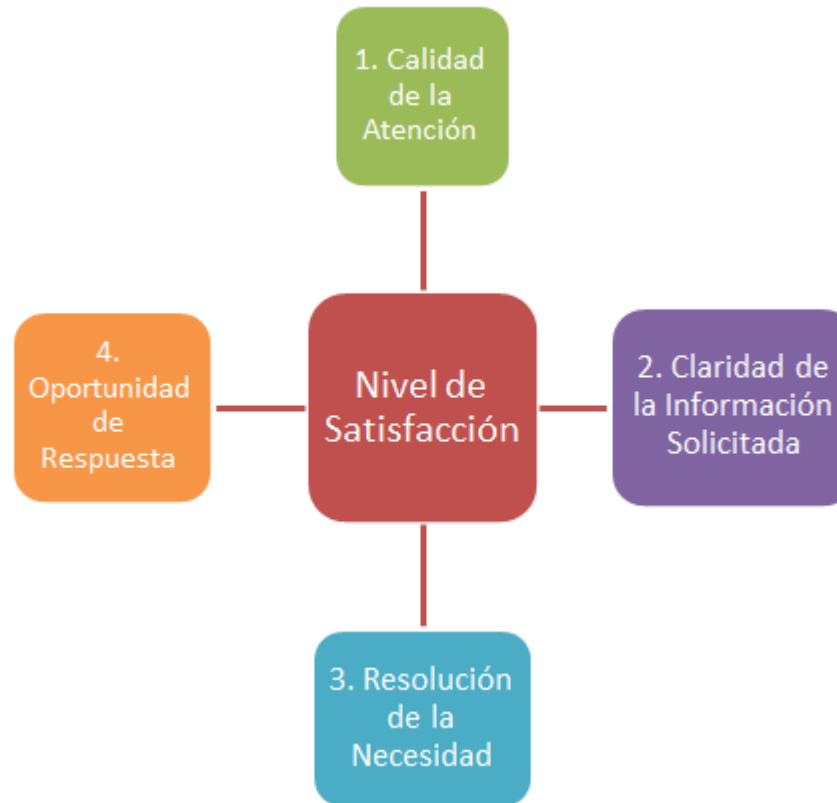 1. Calidad
de la
Atención
4.
Oportunidad
de
Respuesta
Nivel de
Satisfacción
2. Claridad de
la Información
Solicitada
3. Resolución
de la
Necesidad